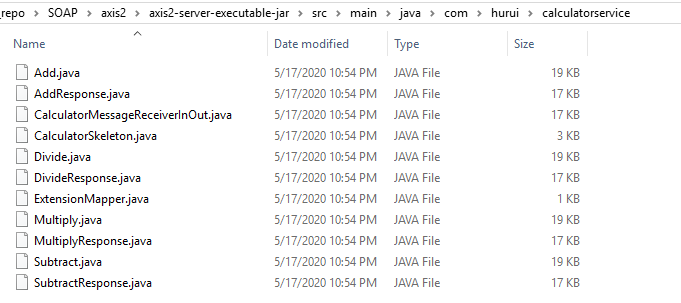 repo > SOAP > axis2 > axis2-server-executable-jar > src > main > java > com > hurui > calculatorservice
Name Date modified Type Size
Add.java 5/17/2020 10:54 PM JAVA File 19 KB
AddResponse.java 5/17/2020 10:54 PM JAVA File 17 KB
CalculatorMessageReceiverInOut.java 5/17/2020 10:54 PM JAVA File 17 KB
CalculatorSkeleton.java 5/17/2020 10:54 PM JAVA File 3 KB
Divide.java 5/17/2020 10:54 PM JAVA File 19 KB
DivideResponse.java 5/17/2020 10:54 PM JAVA File 17 KB
ExtensionMapper.java 5/17/2020 10:54 PM JAVA File 1 KB
Multiply.java 5/17/2020 10:54 PM JAVA File 19 KB
MultiplyResponse.java 5/17/2020 10:54 PM JAVA File 17 KB
Subtract.java 5/17/2020 10:54 PM JAVA File 19 KB
SubtractResponse.java 5/17/2020 10:54 PM JAVA File 17 KB